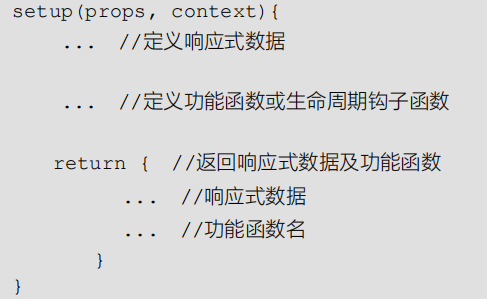 setup(props, context){
... //定义响应式数据
... //定义功能函数或生命周期钩子函数
return { //返回响应式数据及功能函数
... //响应式数据
... //功能函数名
}
}